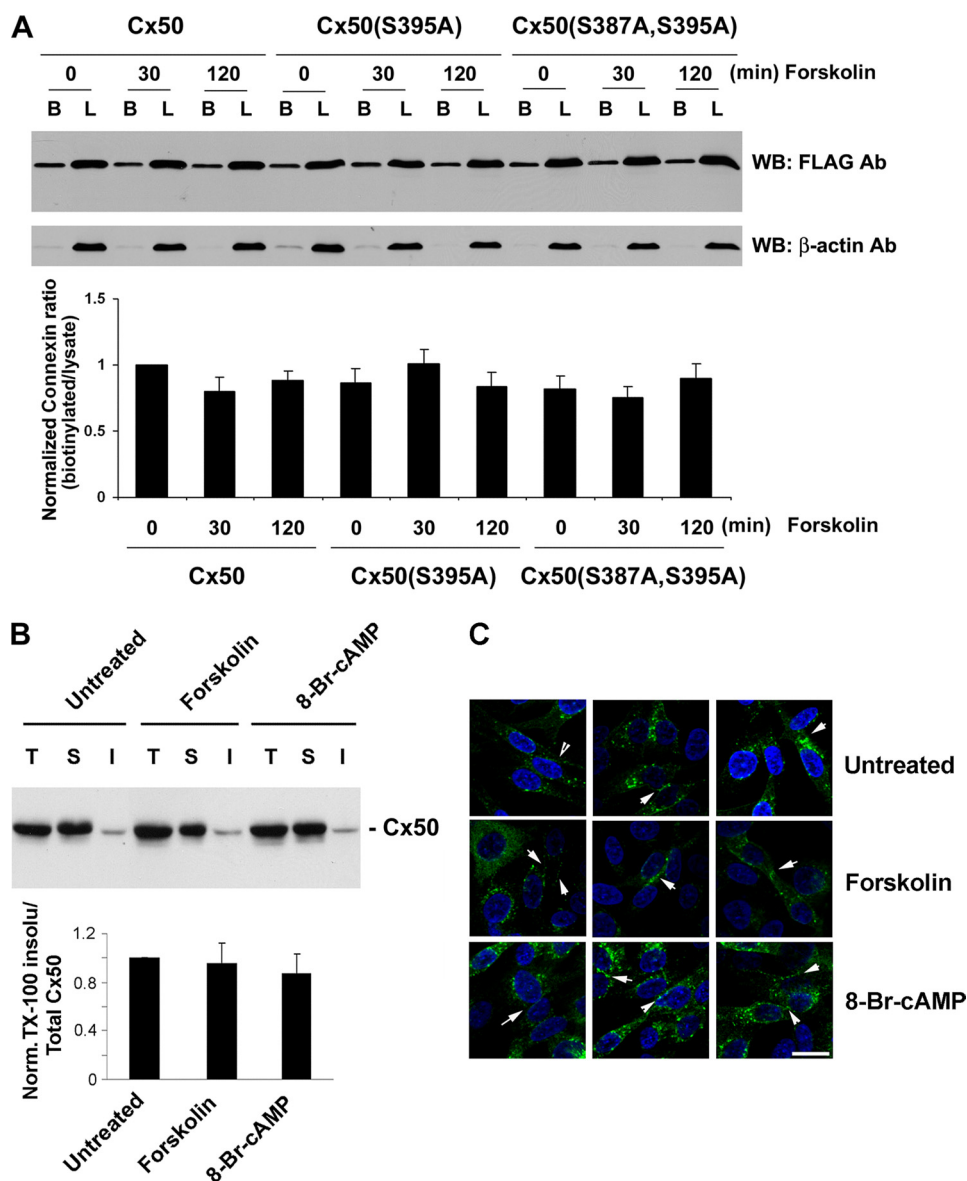 A
Cx50 Cx50(S395A) Cx50(S387A,S395A)
0 30 120 0 30 120 0 30 120 (min) Forskolin
B L B L B L B L B L B L B L B L B L
WB: FLAG Ab
WB: β-actin Ab
Normalized Connexin ratio
(biotinylated/lysate)
1.5
1
0.5
0
0 30 120 0 30 120 0 30 120 (min) Forskolin
Cx50 Cx50(S395A) Cx50(S387A,S395A)
B
Untreated Forskolin 8-Br-cAMP
T S I T S I T S I
- Cx50
Norm. TX-100 insolu/
Total Cx50
1.2
0.8
0.4
0
Untreated Forskolin 8-Br-cAMP
C
Untreated
Forskolin
8-Br-cAMP